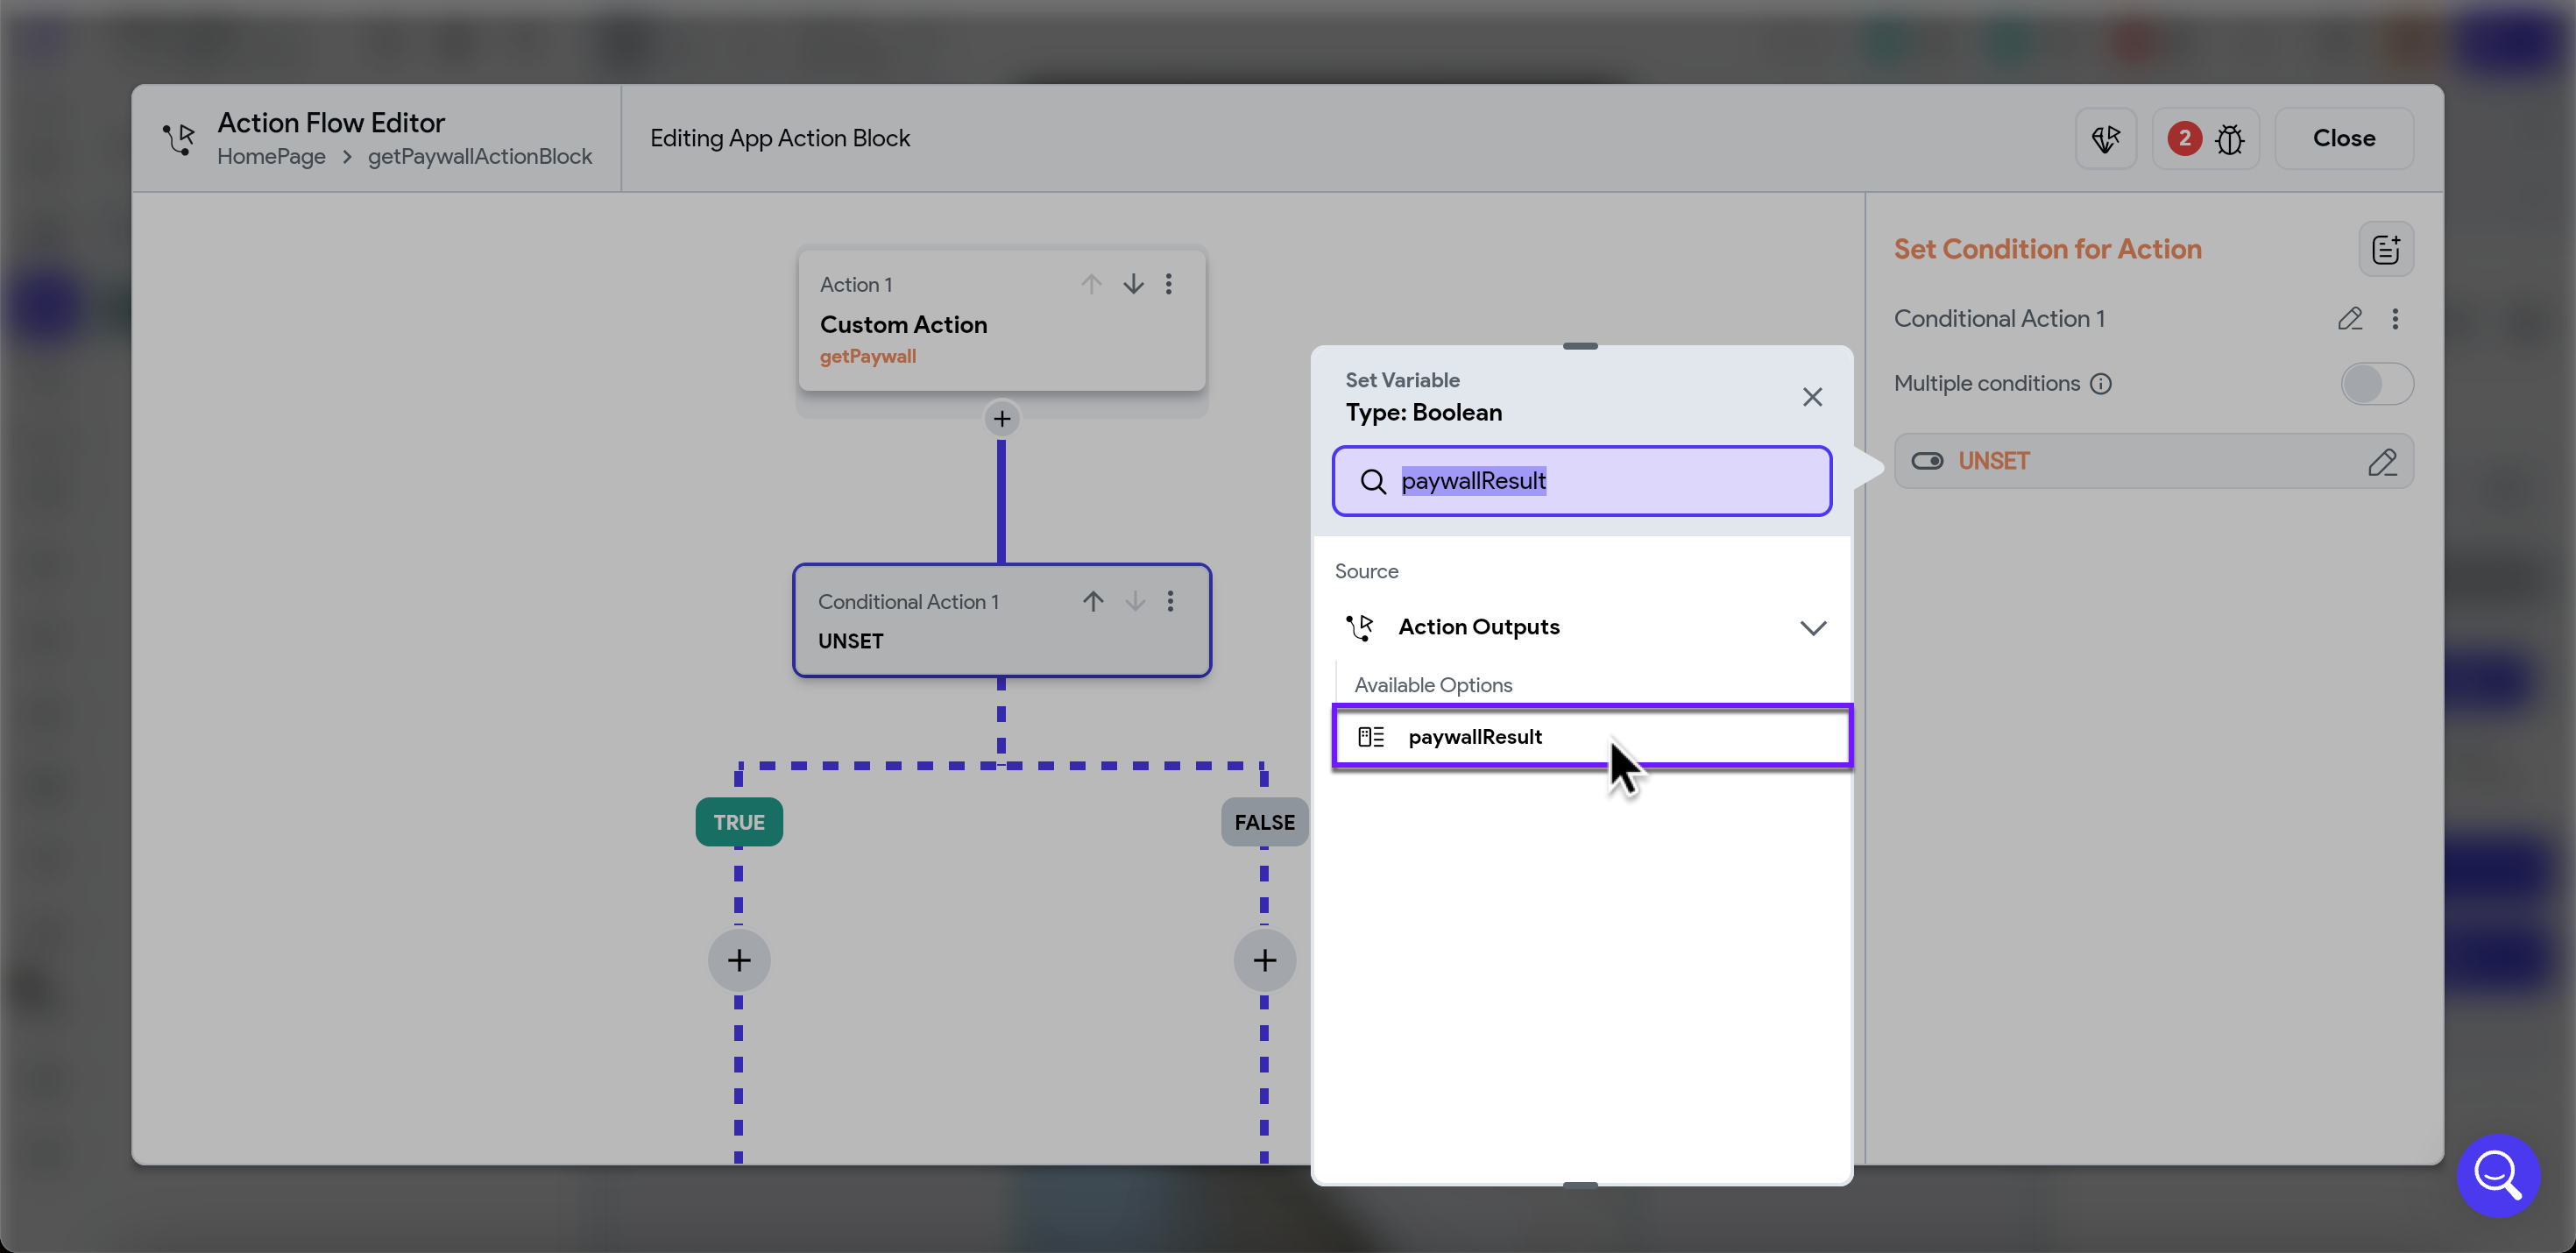 Action Flow Editor
HomePage > getPaywallActionBlock
Editing App Action Block
2
Close
Action 1
Custom Action
getPaywall
Conditional Action 1
UNSET
TRUE
FALSE
Set Variable
Type: Boolean
paywallResult
Source
Action Outputs
Available Options
paywallResult
Set Condition for Action
Conditional Action 1
Multiple conditions
UNSET